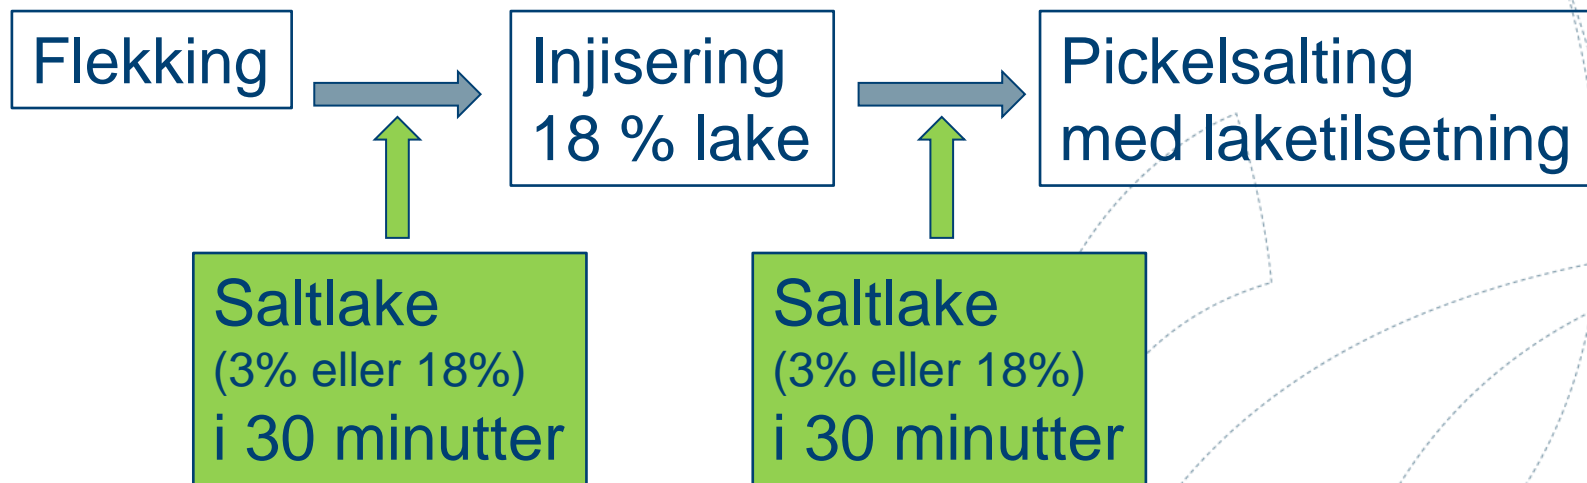 Flekking
Injisering
18 % lake
Pickelsalting
med laketilsetning
Saltlake
(3% eller 18%)
i 30 minutter
Saltlake
(3% eller 18%)
i 30 minutter